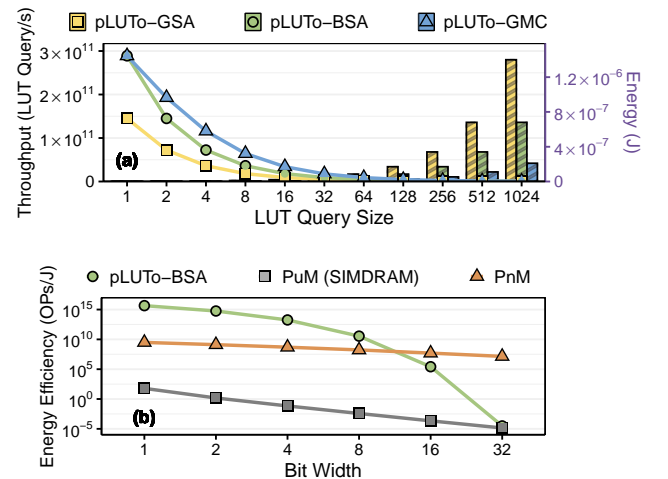 pLUTo−GSA pLUTo−BSA pLUTo−GMC
Throughput (LUT Query/s)
3×10¹¹
2×10¹¹
1×10¹¹
0
(a)
1.2×10⁻⁶
8×10⁻⁷
4×10⁻⁷
0
Energy (J)
1 2 4 8 16 32 64 128 256 512 1024
LUT Query Size
pLUTo−BSA PuM (SIMDRAM) PnM
Energy Efficiency (OPs/J)
10¹⁵
10¹⁰
10⁵
10⁰
10⁻⁵
(b)
1 2 4 8 16 32
Bit Width